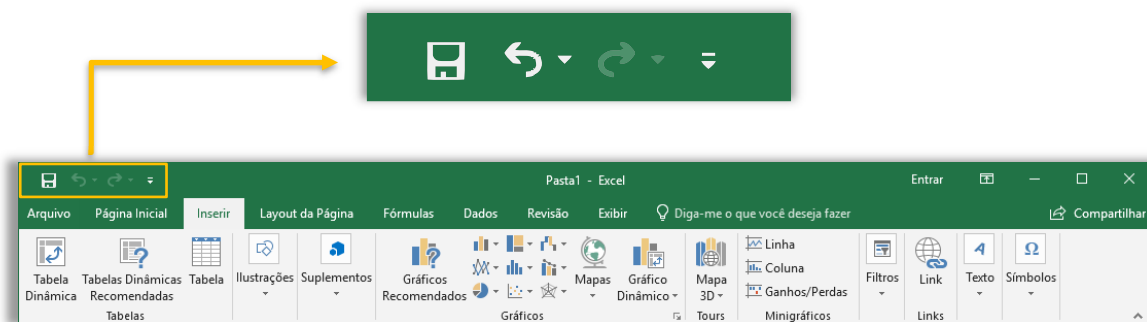 Pasta1 - Excel
Entrar
Arquivo Página Inicial Inserir Layout da Página Fórmulas Dados Revisão Exibir Diga-me o que você deseja fazer Compartilhar
Tabela Dinâmica
Tabelas Dinâmicas Recomendadas
Tabela
Ilustrações
Suplementos
Gráficos Recomendados
Mapas
Gráfico Dinâmico
Mapa 3D
Linha
Coluna
Ganhos/Perdas
Filtros
Link
Texto
Símbolos
Tabelas
Gráficos
Tours
Minigráficos
Links